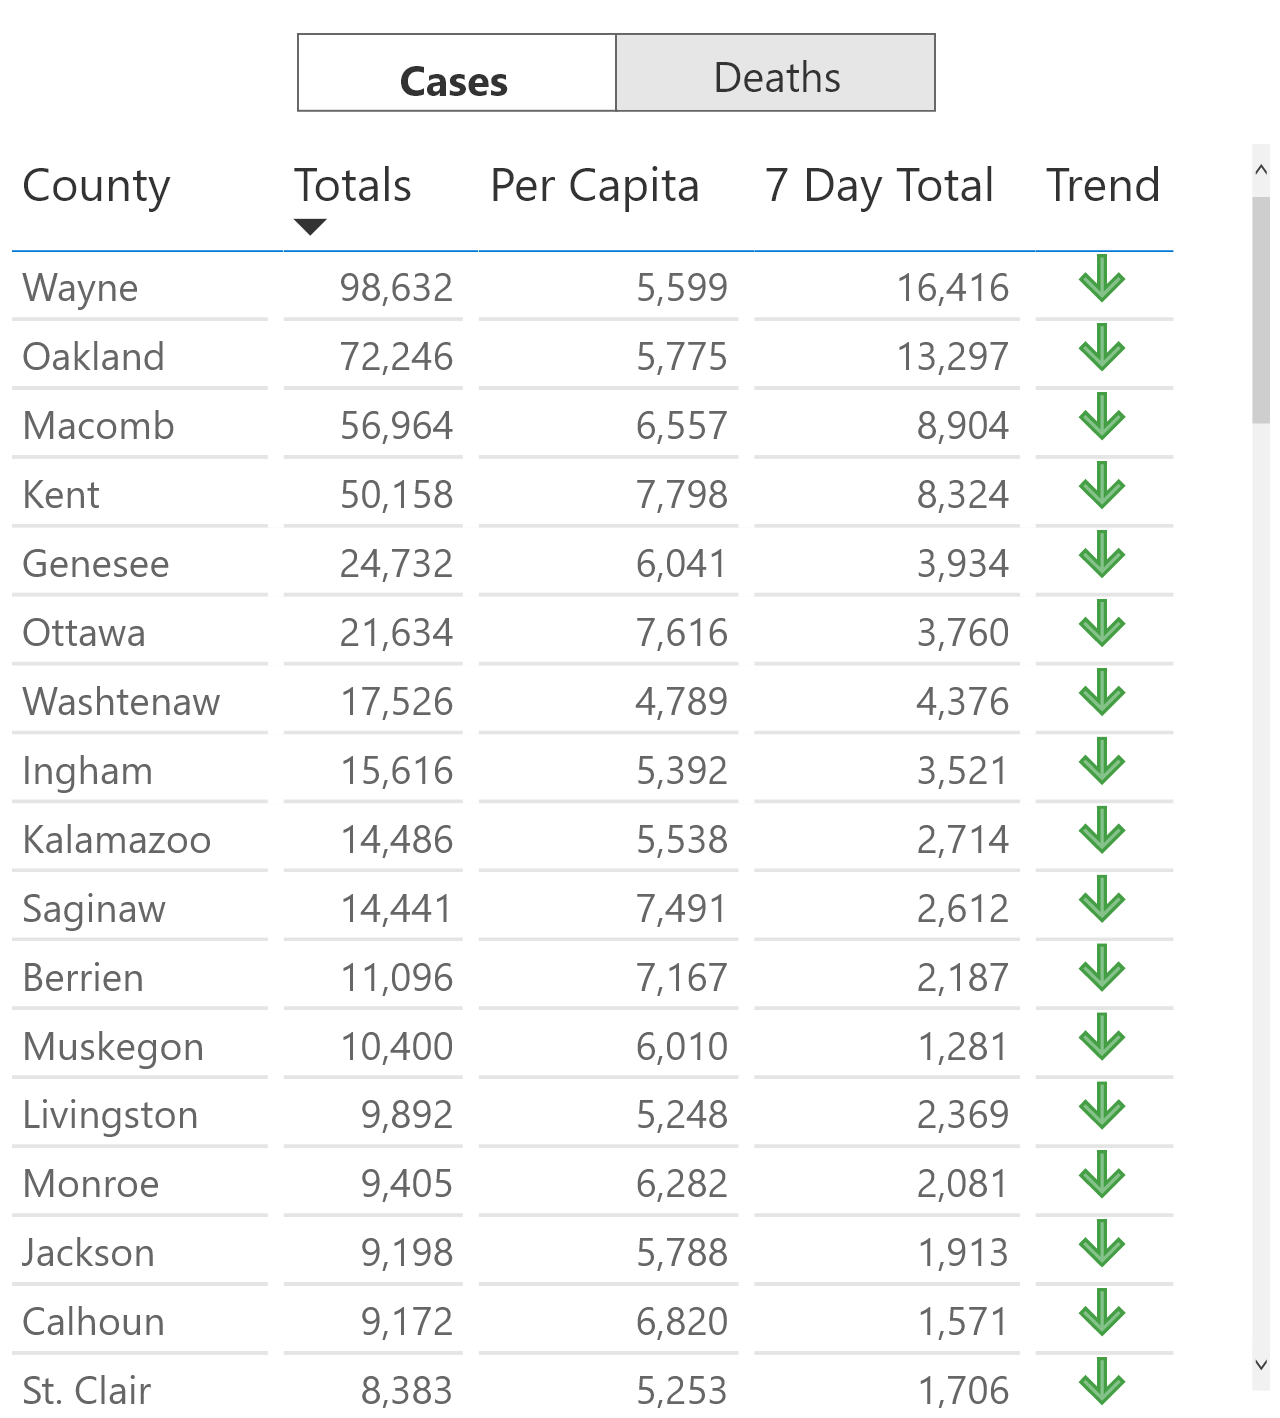 Cases Deaths
County Totals Per Capita 7 Day Total Trend
Wayne 98,632 5,599 16,416
Oakland 72,246 5,775 13,297
Macomb 56,964 6,557 8,904
Kent 50,158 7,798 8,324
Genesee 24,732 6,041 3,934
Ottawa 21,634 7,616 3,760
Washtenaw 17,526 4,789 4,376
Ingham 15,616 5,392 3,521
Kalamazoo 14,486 5,538 2,714
Saginaw 14,441 7,491 2,612
Berrien 11,096 7,167 2,187
Muskegon 10,400 6,010 1,281
Livingston 9,892 5,248 2,369
Monroe 9,405 6,282 2,081
Jackson 9,198 5,788 1,913
Calhoun 9,172 6,820 1,571
St. Clair 8,383 5,253 1,706